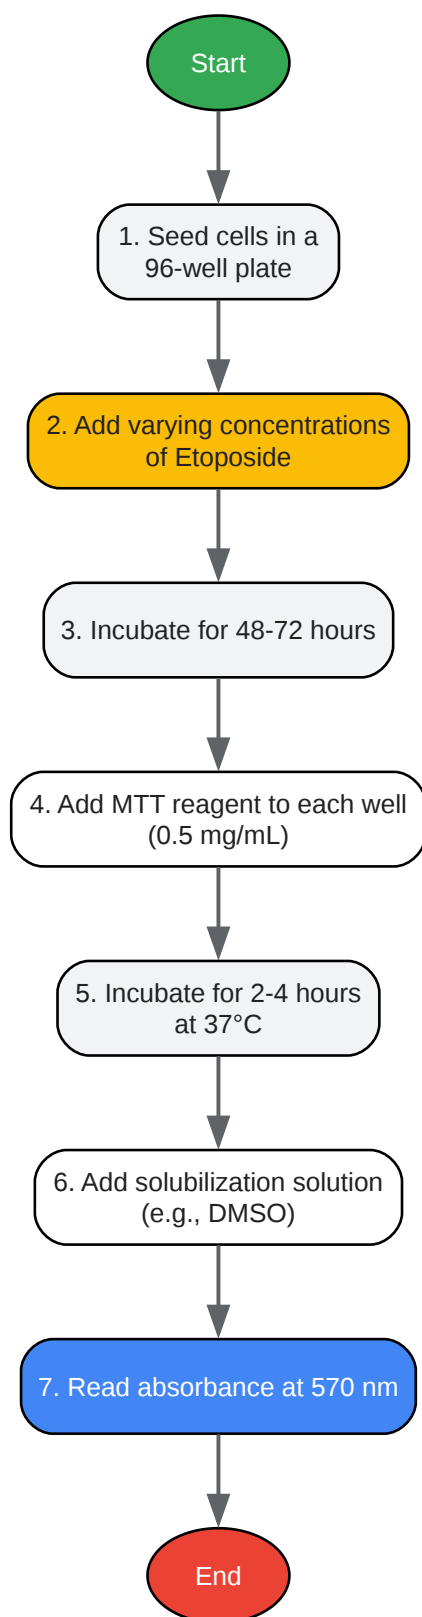 Start
1. Seed cells in a
96-well plate
2. Add varying concentrations
of Etoposide
3. Incubate for 48-72 hours
4. Add MTT reagent to each well
(0.5 mg/mL)
5. Incubate for 2-4 hours
at 37°C
6. Add solubilization solution
(e.g., DMSO)
7. Read absorbance at 570 nm
End